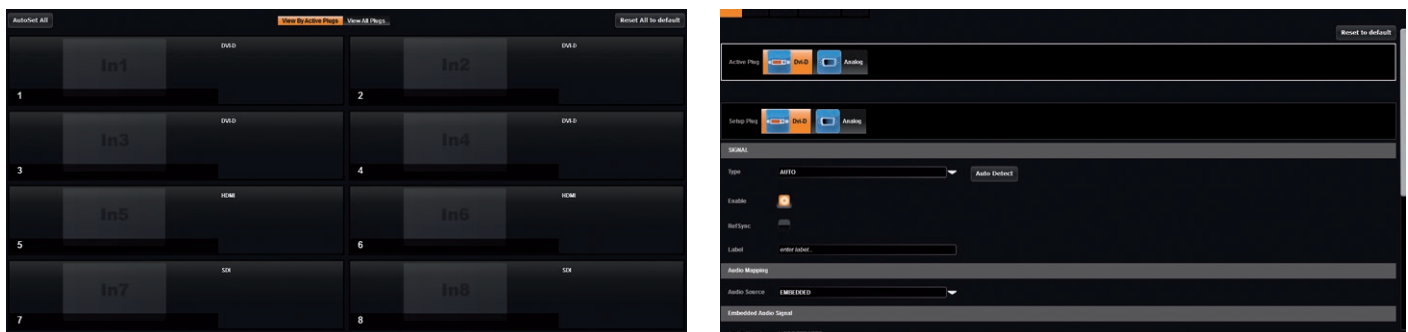 AutoSet All
View By Active Plugs View All Plugs
Reset All to default
DVI-D
In1
1
DVI-D
In2
2
DVI-D
In3
3
DVI-D
In4
4
HDMI
In5
5
HDMI
In6
6
SDI
In7
7
SDI
In8
8
Reset to default
Active Plug Dvi-D Analog
Setup Plug Dvi-D Analog
SIGNAL
Type AUTO Auto Detect
Enable
RefSync
Label enter label...
Audio Mapping
Audio Source EMBEDDED
Embedded Audio Signal